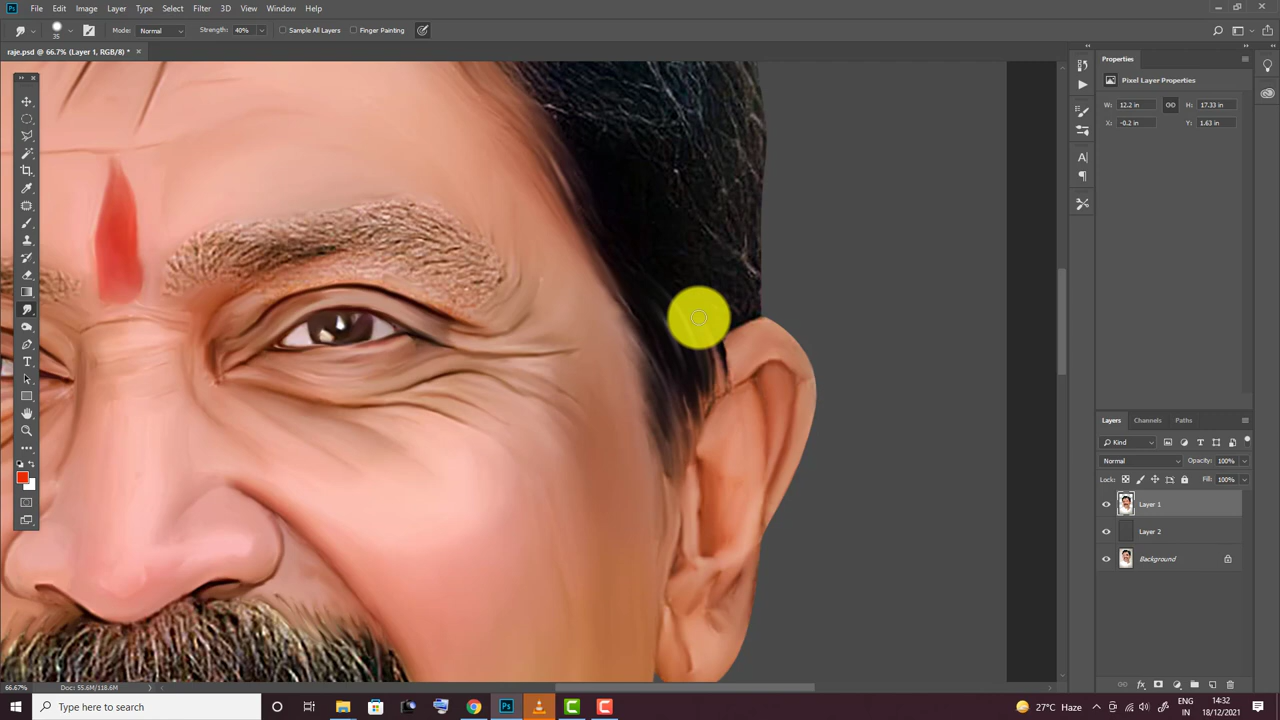 Ps File Edit Image Layer Type Select Filter 3D View Window Help
35 Mode: Normal Strength: 40% Sample All Layers Finger Painting
raje.psd @ 66.7% (Layer 1, RGB/8) *
Properties
Pixel Layer Properties
W: 12.2 in H: 17.33 in
X: -0.2 in Y: 1.63 in
Layers Channels Paths
Kind
Normal Opacity: 100%
Lock: Fill: 100%
Layer 1
Layer 2
Background
66.67% Doc: 55.6M/118.6M
Type here to search
27°C Haze
ENG
IN
14:32
18/12/2021